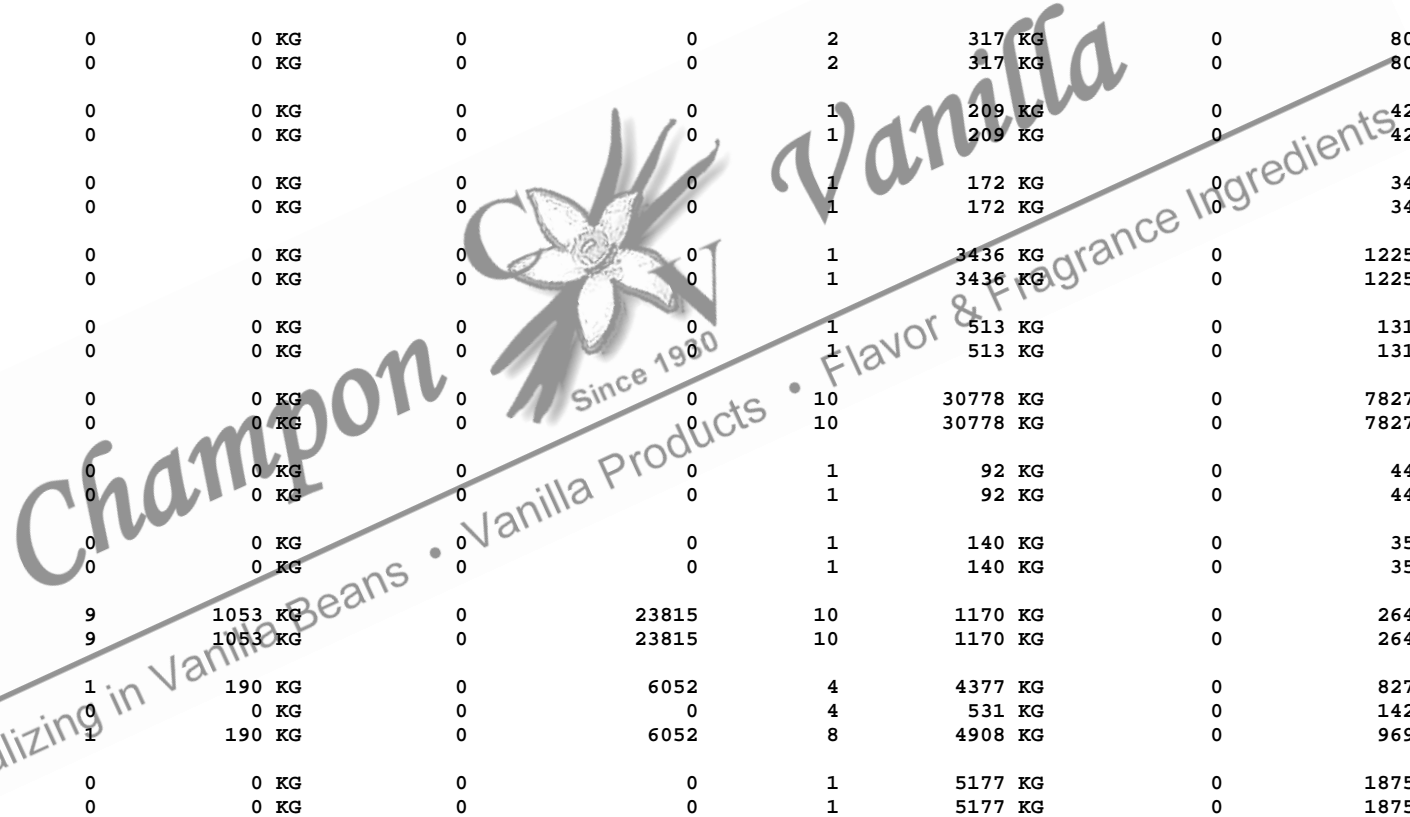 0 0 KG 0 0 2 317 KG 0 80
0 0 KG 0 0 2 317 KG 0 80
0 0 KG 0 0 1 209 KG 0 42
0 0 KG 0 0 1 209 KG 0 42
0 0 KG 0 0 1 172 KG 0 34
0 0 KG 0 0 1 172 KG 0 34
0 0 KG 0 0 1 3436 KG 0 1225
0 0 KG 0 0 1 3436 KG 0 1225
0 0 KG 0 0 1 513 KG 0 131
0 0 KG 0 0 1 513 KG 0 131
0 0 KG 0 0 10 30778 KG 0 7827
0 0 KG 0 0 10 30778 KG 0 7827
0 0 KG 0 0 1 92 KG 0 44
0 0 KG 0 0 1 92 KG 0 44
0 0 KG 0 0 1 140 KG 0 35
0 0 KG 0 0 1 140 KG 0 35
9 1053 KG 0 23815 10 1170 KG 0 264
9 1053 KG 0 23815 10 1170 KG 0 264
1 190 KG 0 6052 4 4377 KG 0 827
0 0 KG 0 0 4 531 KG 0 142
1 190 KG 0 6052 8 4908 KG 0 969
0 0 KG 0 0 1 5177 KG 0 1875
0 0 KG 0 0 1 5177 KG 0 1875
Champon Vanilla
C V
Since 1930
alizing in Vanilla Beans • Vanilla Products • Flavor & Fragrance Ingredients